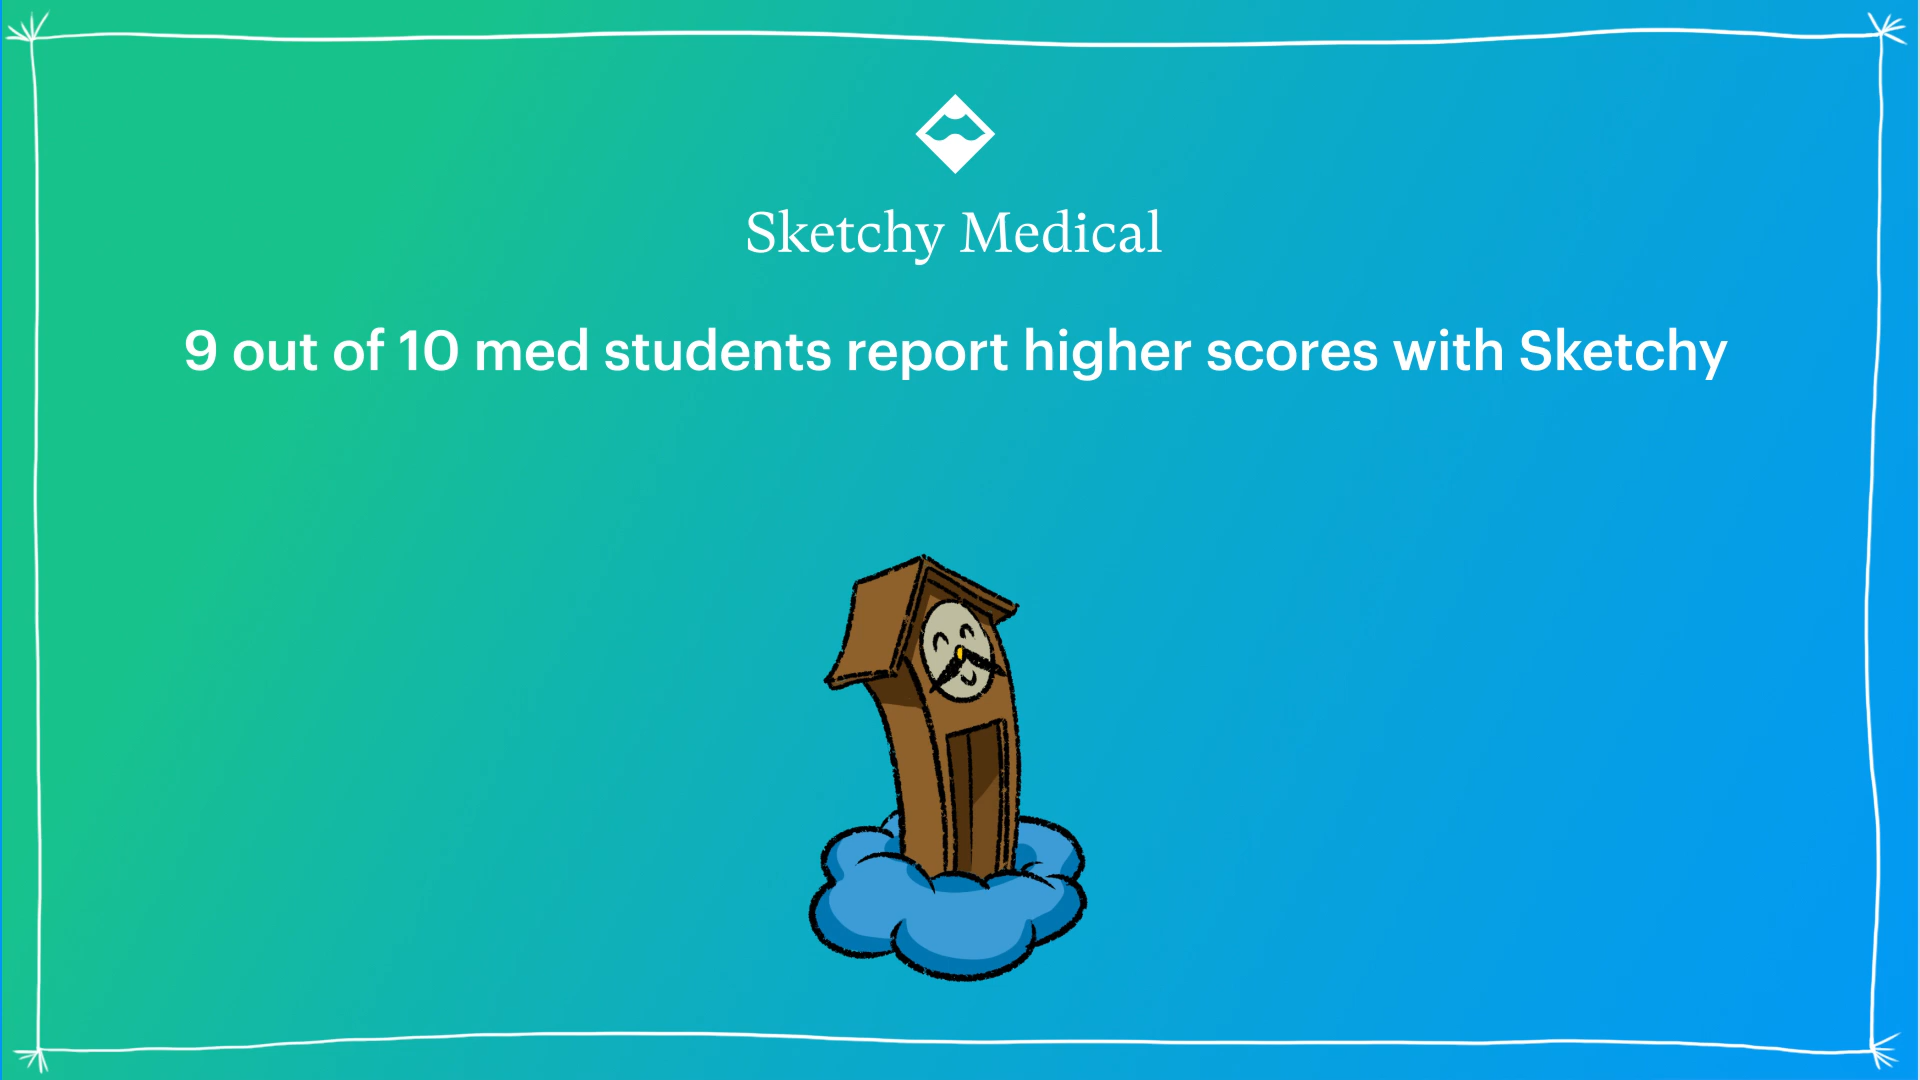 Sketchy Medical
9 out of 10 med students report higher scores with Sketchy